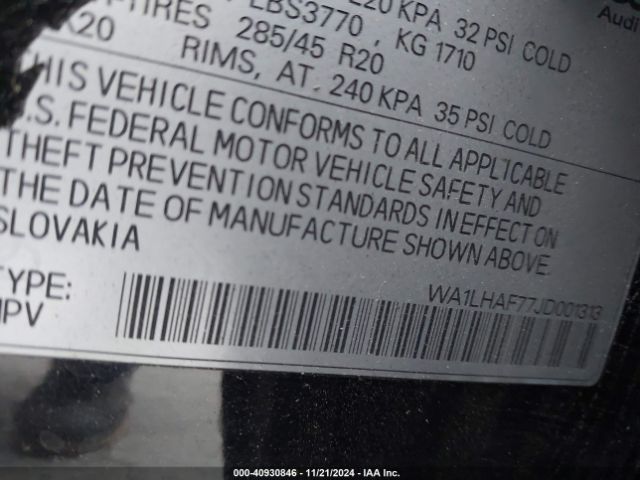 220 KPA 32 PSI COLD
LBS3770, KG 1710
TIRES 285/45 R20
X20 RIMS, AT 240 KPA 35 PSI COLD
Audi
THIS VEHICLE CONFORMS TO ALL APPLICABLE
U.S. FEDERAL MOTOR VEHICLE SAFETY AND
THEFT PREVENTION STANDARDS IN EFFECT ON
THE DATE OF MANUFACTURE SHOWN ABOVE.
SLOVAKIA
TYPE:
MPV
WA1LHAF77JD001313
000-40930846 - 11/21/2024 - IAA Inc.